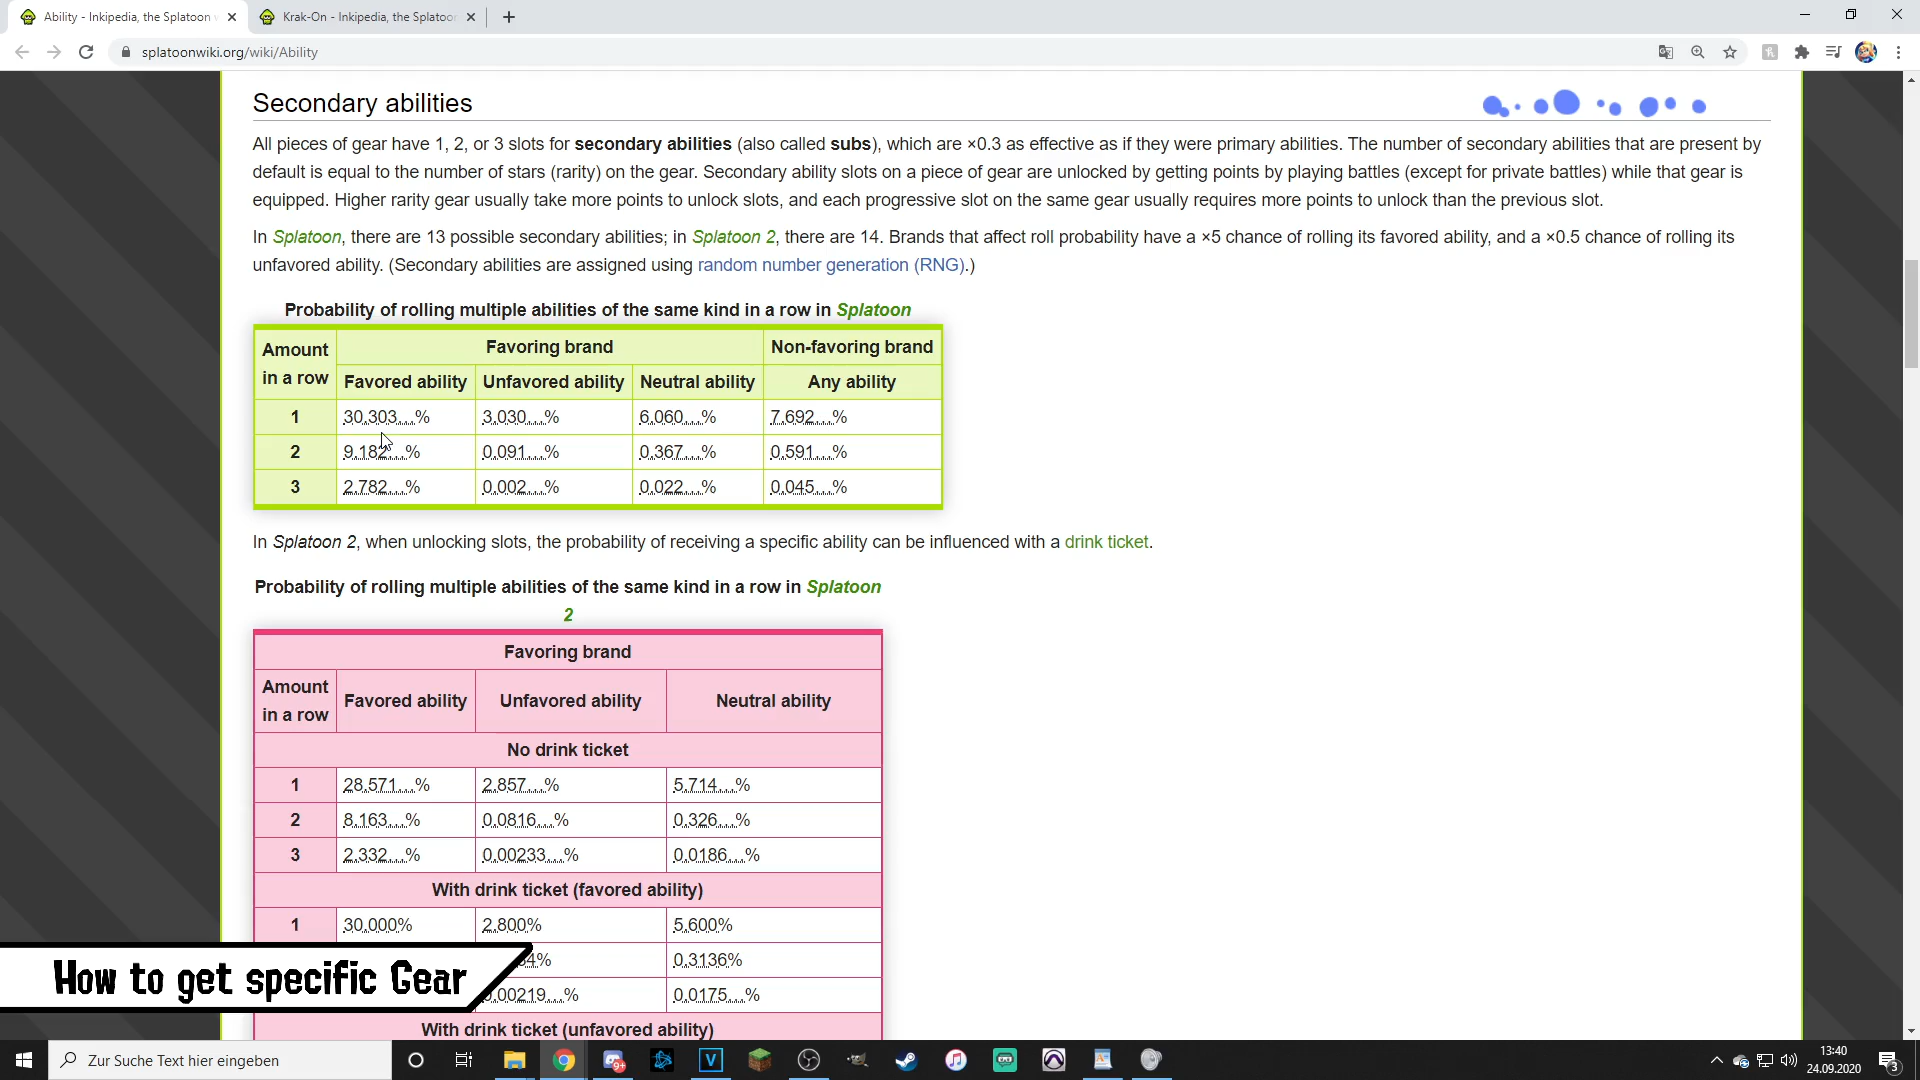 Ability - Inkipedia, the Splatoon
Krak-On - Inkipedia, the Splatoon
splatoonwiki.org/wiki/Ability
Secondary abilities
All pieces of gear have 1, 2, or 3 slots for secondary abilities (also called subs), which are ×0.3 as effective as if they were primary abilities. The number of secondary abilities that are present by
default is equal to the number of stars (rarity) on the gear. Secondary ability slots on a piece of gear are unlocked by getting points by playing battles (except for private battles) while that gear is
equipped. Higher rarity gear usually take more points to unlock slots, and each progressive slot on the same gear usually requires more points to unlock than the previous slot.
In Splatoon, there are 13 possible secondary abilities; in Splatoon 2, there are 14. Brands that affect roll probability have a ×5 chance of rolling its favored ability, and a ×0.5 chance of rolling its
unfavored ability. (Secondary abilities are assigned using random number generation (RNG).)
Probability of rolling multiple abilities of the same kind in a row in Splatoon
Amount
in a row
Favoring brand Non-favoring brand
Favored ability Unfavored ability Neutral ability Any ability
1 30.303...% 3.030...% 6.060...% 7.692...%
2 9.182...% 0.091...% 0.367...% 0.591...%
3 2.782...% 0.002...% 0.022...% 0.045...%
In Splatoon 2, when unlocking slots, the probability of receiving a specific ability can be influenced with a drink ticket.
Probability of rolling multiple abilities of the same kind in a row in Splatoon
2
Favoring brand
Amount
in a row
Favored ability Unfavored ability Neutral ability
No drink ticket
1 28.571...% 2.857...% 5.714...%
2 8.163...% 0.0816...% 0.326...%
3 2.332...% 0.00233...% 0.0186...%
With drink ticket (favored ability)
1 30.000% 2.800% 5.600%
84% 0.3136%
0.00219...% 0.0175...%
With drink ticket (unfavored ability)
How to get specific Gear
Zur Suche Text hier eingeben
13:40
24.09.2020